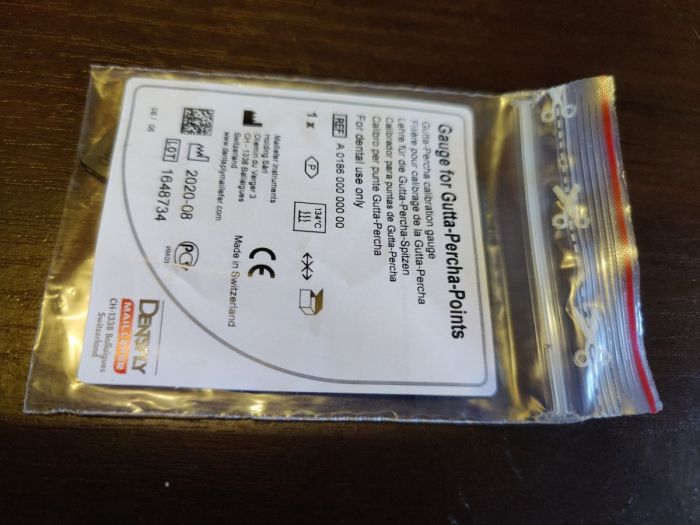 Gauge for Gutta-Percha-Points
Gutta-Percha calibration gauge
Filière pour calibrage de la Gutta-Percha
Lehre für die Gutta-Percha-Spitzen
Calibrador para puntas de Gutta-Percha
Calibro per punte Gutta-Percha
For dental use only
REF A 0186 000 000 00
1 x
P
134°C
Maillefer Instruments
Holding Sàrl
Chemin du Verger 3
CH - 1338 Ballaigues
Switzerland
www.dentsplymaillefer.com
CE
Made in Switzerland
2020-08
LOT 1648734
DENTSPLY
MAILLEFER
CH-1338 Ballaigues
Switzerland